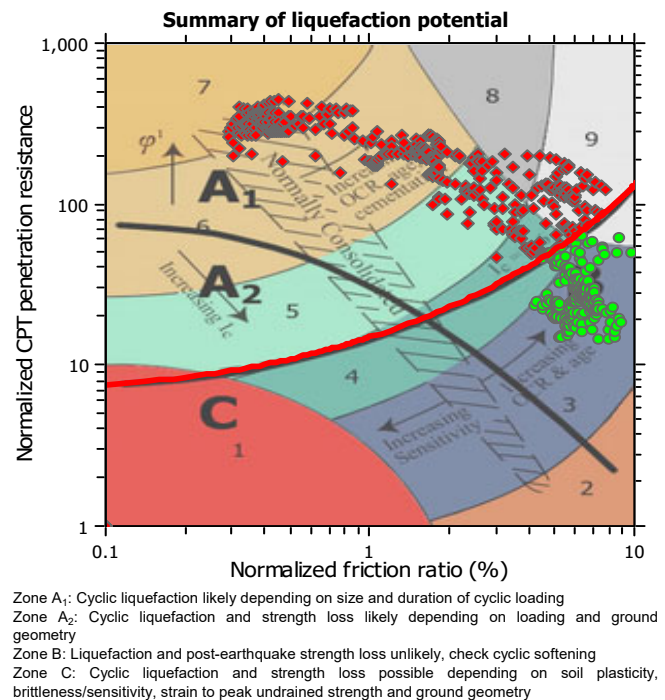 Summary of liquefaction potential
1,000
100
10
1
Normalized CPT penetration resistance
7
8
9
φ'
A1
Normally Consolidated
Increasing
OCR, age,
6
A2
Increasing Ic
5
4
C
1
Increasing
Sensitivity
Increasing
OCR & age
3
2
0.1 1 10
Normalized friction ratio (%)
Zone A1: Cyclic liquefaction likely depending on size and duration of cyclic loading
Zone A2: Cyclic liquefaction and strength loss likely depending on loading and ground
geometry
Zone B: Liquefaction and post-earthquake strength loss unlikely, check cyclic softening
Zone C: Cyclic liquefaction and strength loss possible depending on soil plasticity,
brittleness/sensitivity, strain to peak undrained strength and ground geometry